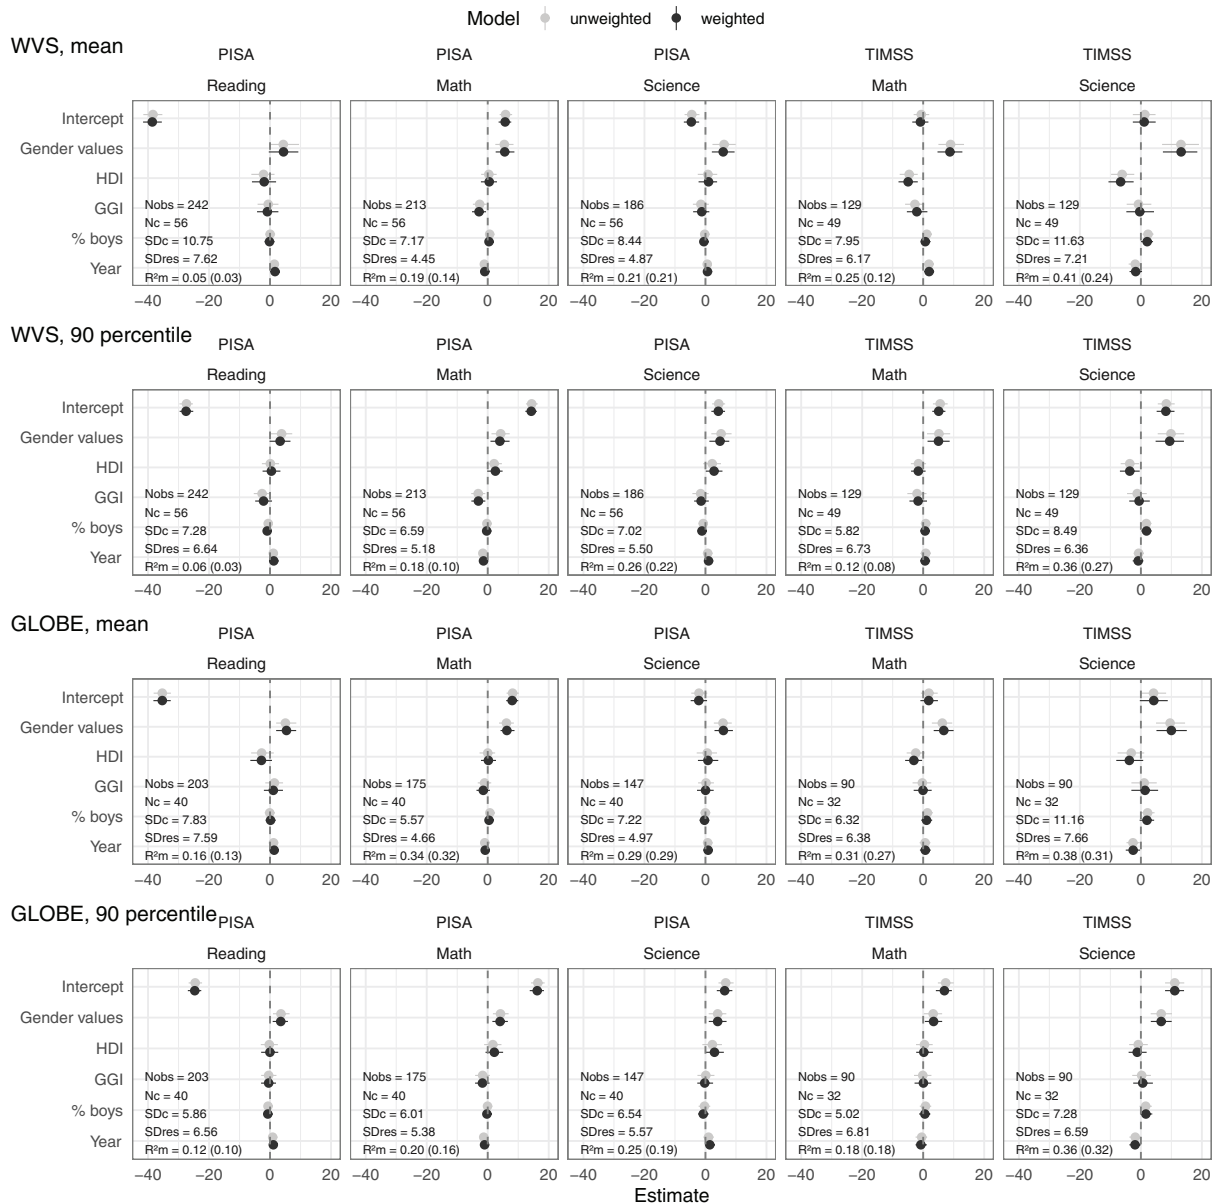 Model unweighted weighted
WVS, mean
PISA PISA PISA TIMSS TIMSS
Reading Math Science Math Science
Intercept
Gender values
HDI
GGI
% boys
Year
Nobs = 242 Nobs = 213 Nobs = 186 Nobs = 129 Nobs = 129
Nc = 56 Nc = 56 Nc = 56 Nc = 49 Nc = 49
SDc = 10.75 SDc = 7.17 SDc = 8.44 SDc = 7.95 SDc = 11.63
SDres = 7.62 SDres = 4.45 SDres = 4.87 SDres = 6.17 SDres = 7.21
R²m = 0.05 (0.03) R²m = 0.19 (0.14) R²m = 0.21 (0.21) R²m = 0.25 (0.12) R²m = 0.41 (0.24)
−40 −20 0 20 −40 −20 0 20 −40 −20 0 20 −40 −20 0 20 −40 −20 0 20
WVS, 90 percentile
PISA PISA PISA TIMSS TIMSS
Reading Math Science Math Science
Intercept
Gender values
HDI
GGI
% boys
Year
Nobs = 242 Nobs = 213 Nobs = 186 Nobs = 129 Nobs = 129
Nc = 56 Nc = 56 Nc = 56 Nc = 49 Nc = 49
SDc = 7.28 SDc = 6.59 SDc = 7.02 SDc = 5.82 SDc = 8.49
SDres = 6.64 SDres = 5.18 SDres = 5.50 SDres = 6.73 SDres = 6.36
R²m = 0.06 (0.03) R²m = 0.18 (0.10) R²m = 0.26 (0.22) R²m = 0.12 (0.08) R²m = 0.36 (0.27)
−40 −20 0 20 −40 −20 0 20 −40 −20 0 20 −40 −20 0 20 −40 −20 0 20
GLOBE, mean
PISA PISA PISA TIMSS TIMSS
Reading Math Science Math Science
Intercept
Gender values
HDI
GGI
% boys
Year
Nobs = 203 Nobs = 175 Nobs = 147 Nobs = 90 Nobs = 90
Nc = 40 Nc = 40 Nc = 40 Nc = 32 Nc = 32
SDc = 7.83 SDc = 5.57 SDc = 7.22 SDc = 6.32 SDc = 11.16
SDres = 7.59 SDres = 4.66 SDres = 4.97 SDres = 6.38 SDres = 7.66
R²m = 0.16 (0.13) R²m = 0.34 (0.32) R²m = 0.29 (0.29) R²m = 0.31 (0.27) R²m = 0.38 (0.31)
−40 −20 0 20 −40 −20 0 20 −40 −20 0 20 −40 −20 0 20 −40 −20 0 20
GLOBE, 90 percentile
PISA PISA PISA TIMSS TIMSS
Reading Math Science Math Science
Intercept
Gender values
HDI
GGI
% boys
Year
Nobs = 203 Nobs = 175 Nobs = 147 Nobs = 90 Nobs = 90
Nc = 40 Nc = 40 Nc = 40 Nc = 32 Nc = 32
SDc = 5.86 SDc = 6.01 SDc = 6.54 SDc = 5.02 SDc = 7.28
SDres = 6.56 SDres = 5.38 SDres = 5.57 SDres = 6.81 SDres = 6.59
R²m = 0.12 (0.10) R²m = 0.20 (0.16) R²m = 0.25 (0.19) R²m = 0.18 (0.18) R²m = 0.36 (0.32)
−40 −20 0 20 −40 −20 0 20 −40 −20 0 20 −40 −20 0 20 −40 −20 0 20
Estimate